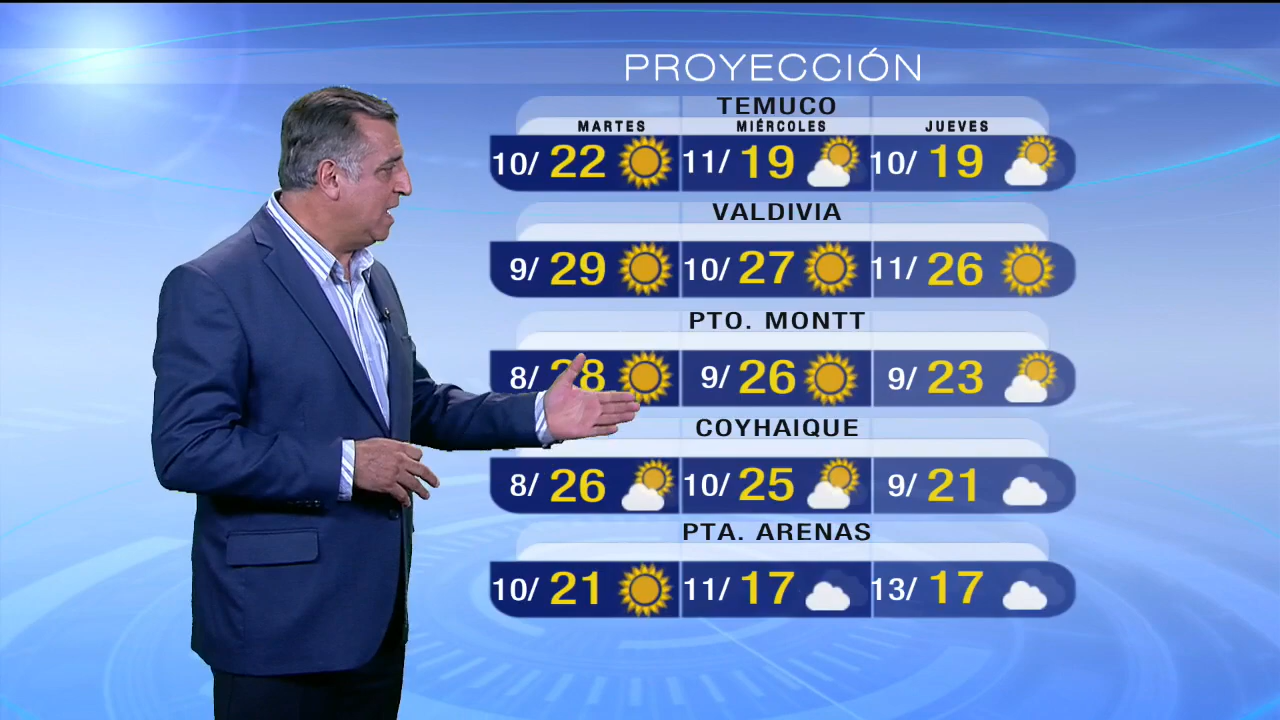 PROYECCIÓN
TEMUCO
MARTES MIÉRCOLES JUEVES
10/ 22 11/ 19 10/ 19
VALDIVIA
9/ 29 10/ 27 11/ 26
PTO. MONTT
8/ 28 9/ 26 9/ 23
COYHAIQUE
8/ 26 10/ 25 9/ 21
PTA. ARENAS
10/ 21 11/ 17 13/ 17